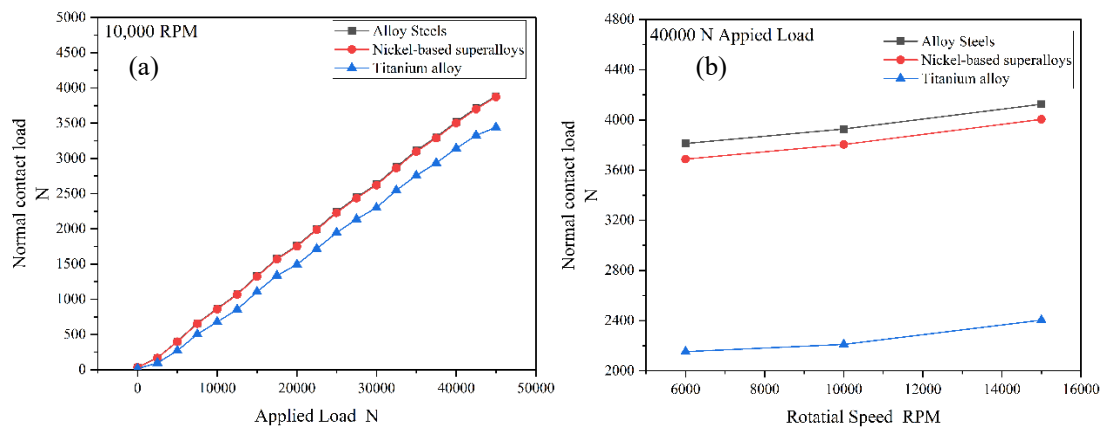 10,000 RPM
(a)
Alloy Steels
Nickel-based superalloys
Titanium alloy
5000
4500
4000
3500
3000
2500
2000
1500
1000
500
0
Normal contact load
N
0
10000
20000
30000
40000
50000
Applied Load N
40000 N Appied Load
(b)
Alloy Steels
Nickel-based superalloys
Titanium alloy
4800
4400
4000
3600
3200
2800
2400
2000
Normal contact load
N
6000
8000
10000
12000
14000
16000
Rotatial Speed RPM